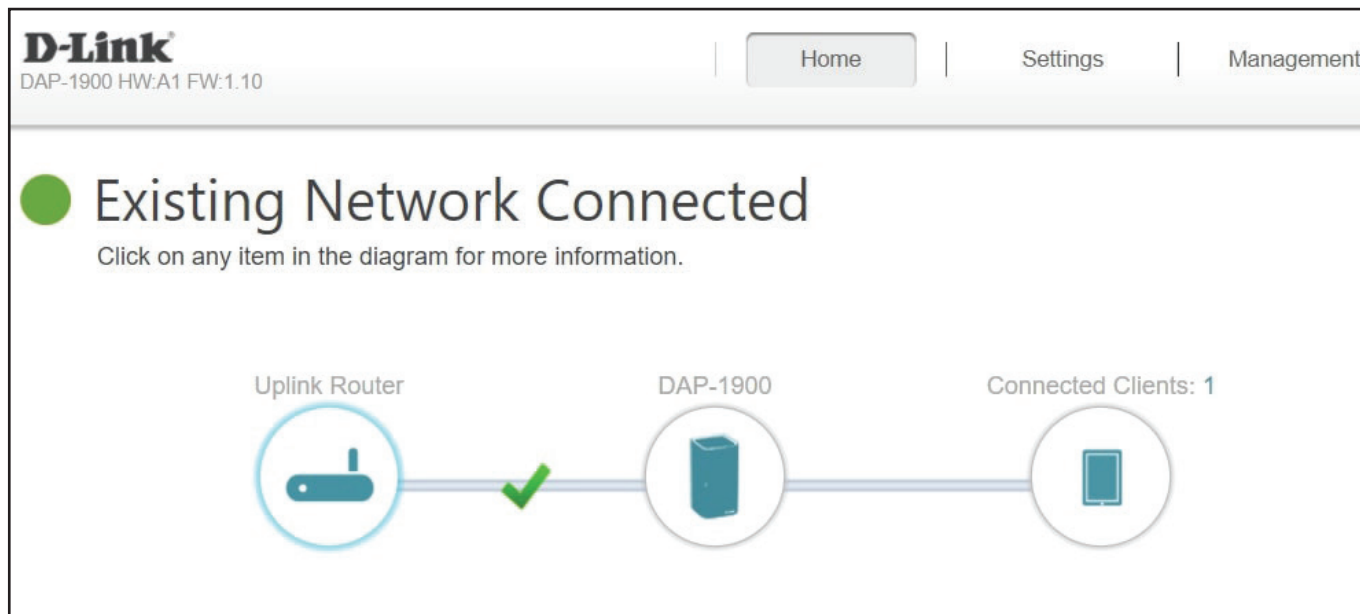 D-Link®
DAP-1900 HW:A1 FW:1.10
Home
Settings
Management
Existing Network Connected
Click on any item in the diagram for more information.
Uplink Router
DAP-1900
Connected Clients: 1